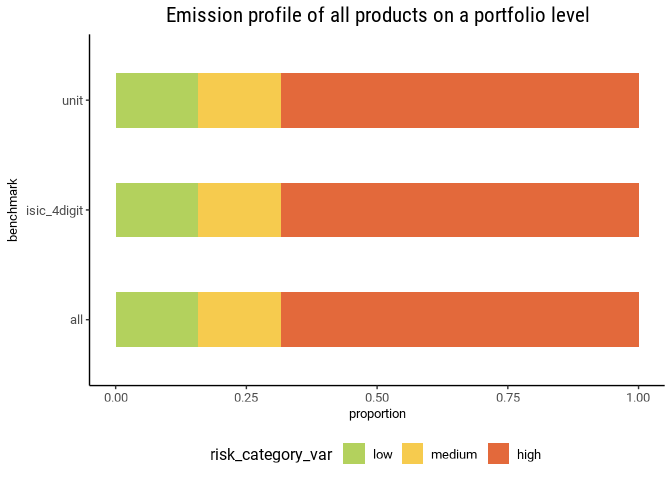 Emission profile of all products on a portfolio level
unit
isic_4digit
all
benchmark
0.00 0.25 0.50 0.75 1.00
proportion
risk_category_var low medium high